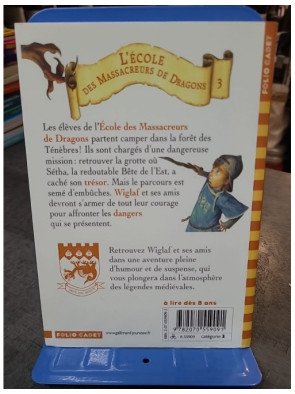 L'ÉCOLE
DES MASSACREURS DE DRAGONS
3
FOLIO CADET
Les élèves de l'École des Massacreurs
de Dragons partent camper dans la forêt des
Ténèbres! Ils sont chargés d'une dangereuse
mission : retrouver la grotte où
Sétha, la redoutable Bête de l'Est, a
caché son trésor. Mais le parcours est
semé d'embûches. Wiglaf et ses amis
devront s'armer de tout leur courage
pour affronter les dangers
qui se présentent.
Retrouvez Wiglaf et ses amis
dans une aventure pleine
d'humour et de suspense, qui
vous plongera dans l'atmosphère
des légendes médiévales.
à lire dès 8 ans
9 782070 559091
FOLIO CADET
www.gallimard-jeunesse.fr
catégorie 3